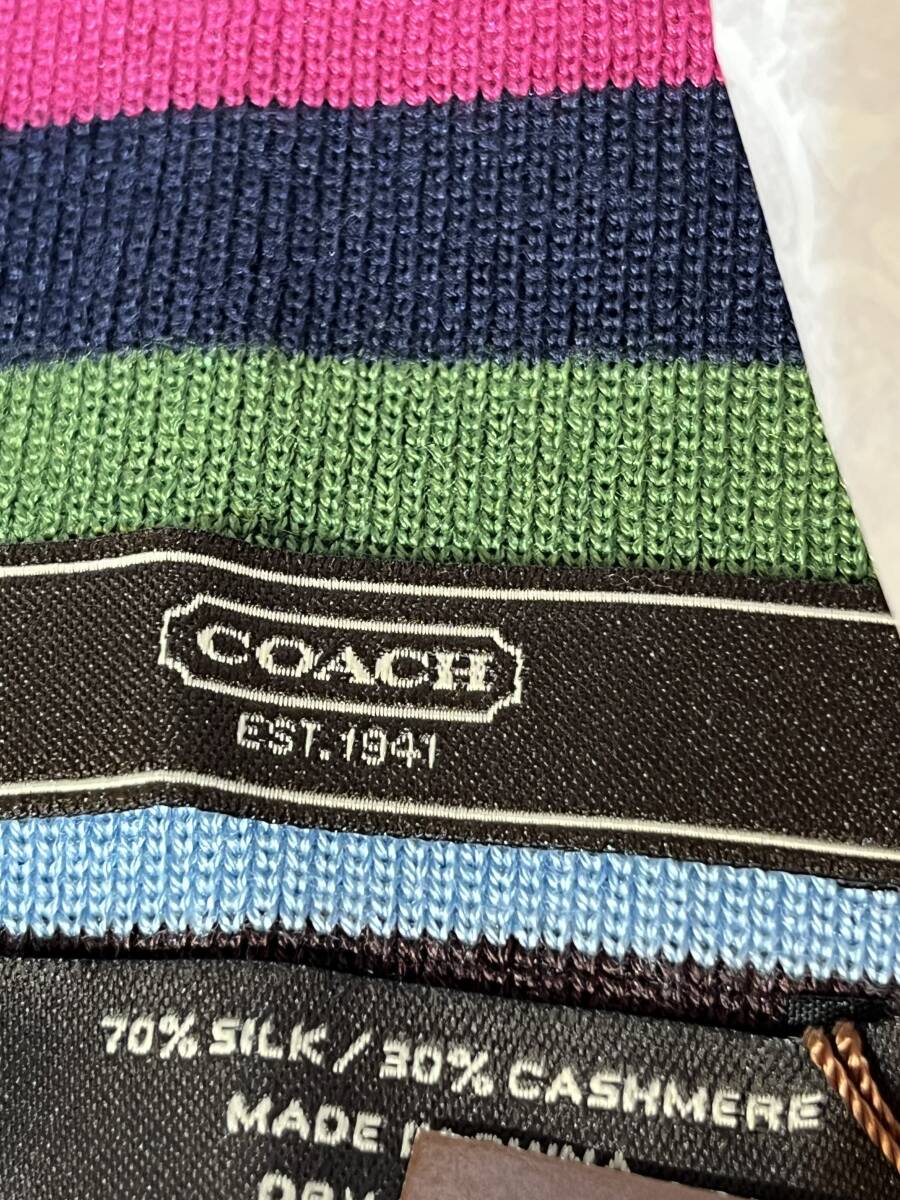 COACH
EST. 1941
70% SILK / 30% CASHMERE
MADE